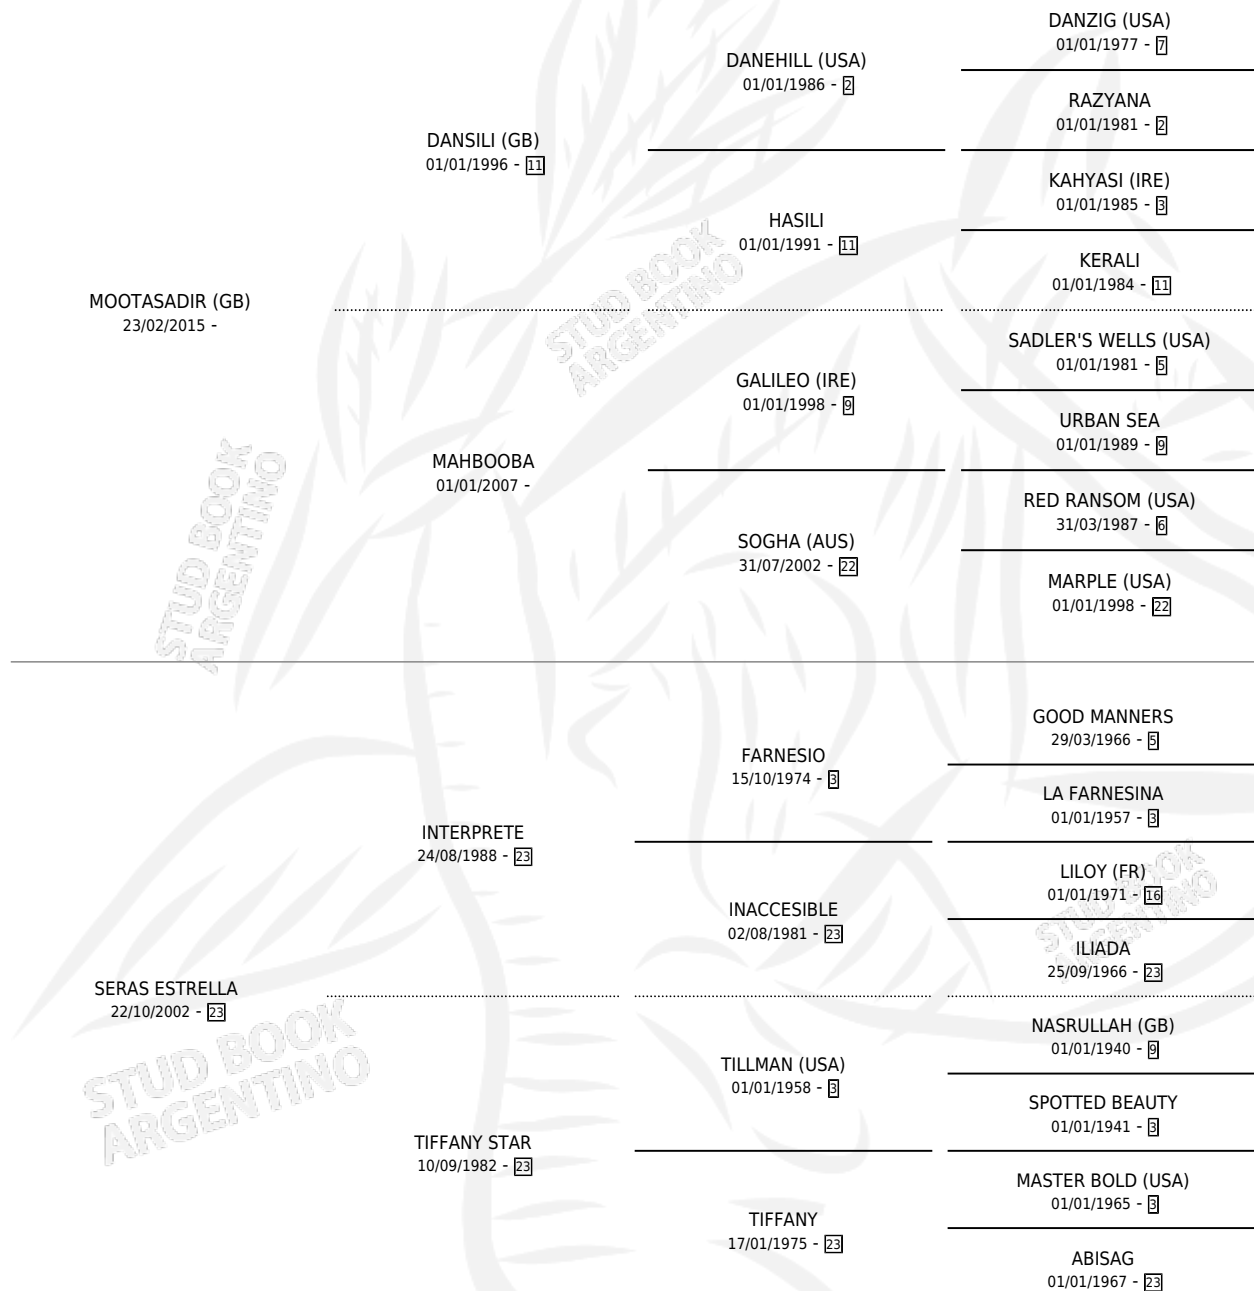 DANZIG (USA)
01/01/1977 - 7
DANEHILL (USA)
01/01/1986 - 2
RAZYANA
01/01/1981 - 2
DANSILI (GB)
01/01/1996 - 11
KAHYASI (IRE)
01/01/1985 - 3
HASILI
01/01/1991 - 11
KERALI
01/01/1984 - 11
MOOTASADIR (GB)
23/02/2015 -
STUD BOOK
ARGENTINO
SADLER'S WELLS (USA)
01/01/1981 - 5
GALILEO (IRE)
01/01/1998 - 9
URBAN SEA
01/01/1989 - 9
MAHBOOBA
01/01/2007 -
RED RANSOM (USA)
31/03/1987 - 6
SOGHA (AUS)
31/07/2002 - 22
MARPLE (USA)
01/01/1998 - 22
STUD BOOK
ARGENTINO
GOOD MANNERS
29/03/1966 - 5
FARNESIO
15/10/1974 - 3
LA FARNESINA
01/01/1957 - 3
INTERPRETE
24/08/1988 - 23
LILOY (FR)
01/01/1971 - 16
INACCESIBLE
02/08/1981 - 23
ILIADA
25/09/1966 - 23
STUD BOOK
ARGENTINO
SERAS ESTRELLA
22/10/2002 - 23
NASRULLAH (GB)
01/01/1940 - 9
TILLMAN (USA)
01/01/1958 - 3
SPOTTED BEAUTY
01/01/1941 - 3
STUD BOOK
ARGENTINO
TIFFANY STAR
10/09/1982 - 23
MASTER BOLD (USA)
01/01/1965 - 3
TIFFANY
17/01/1975 - 23
ABISAG
01/01/1967 - 23